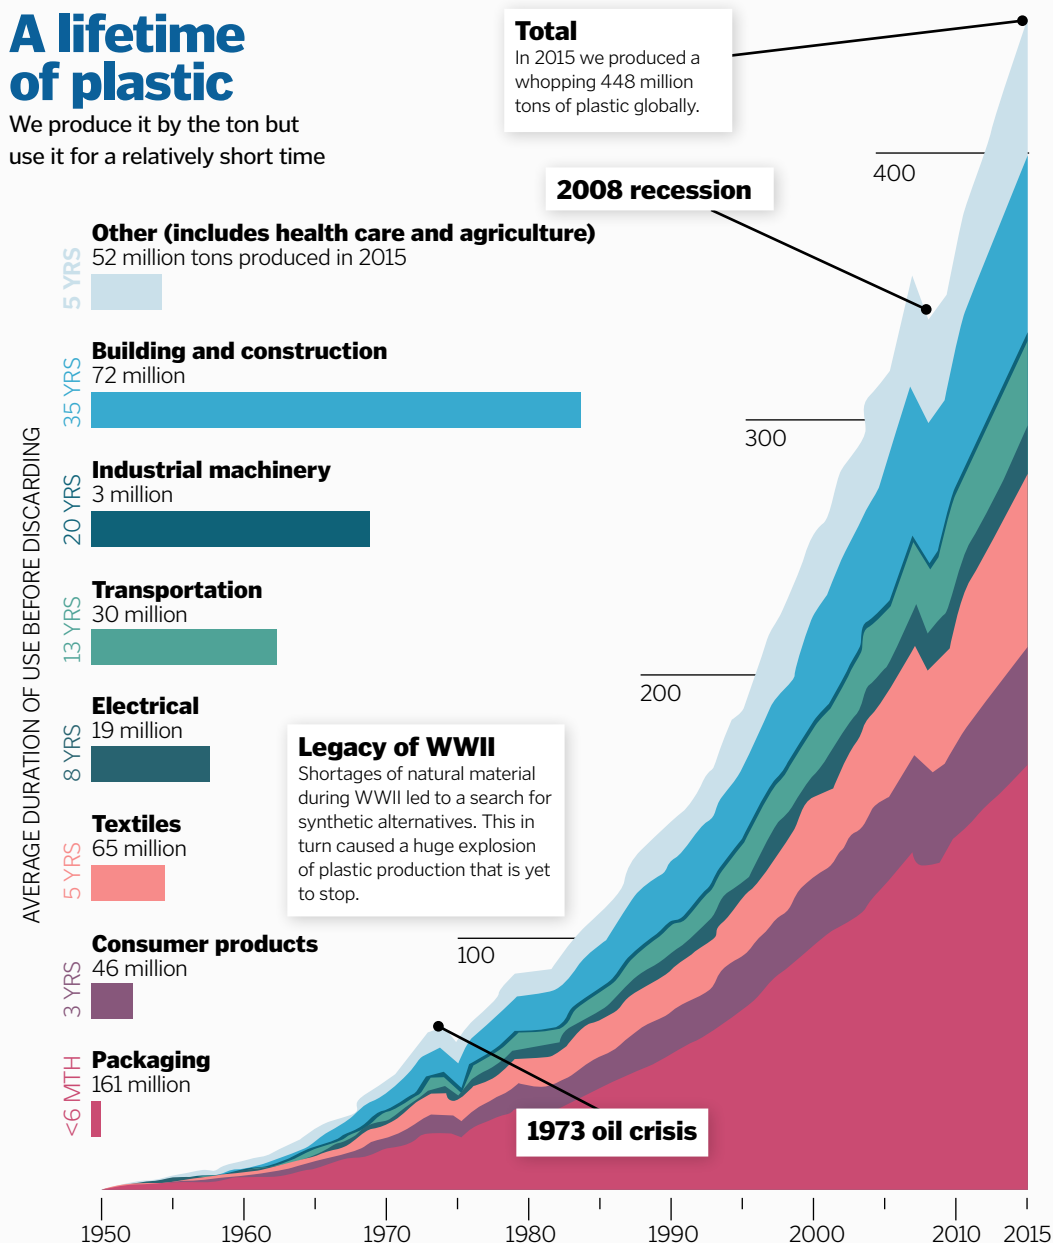 A lifetime
of plastic
We produce it by the ton but
use it for a relatively short time
Total
In 2015 we produced a
whopping 448 million
tons of plastic globally.
400
2008 recession
Other (includes health care and agriculture)
52 million tons produced in 2015
5 YRS
Building and construction
72 million
35 YRS
300
Industrial machinery
3 million
20 YRS
AVERAGE DURATION OF USE BEFORE DISCARDING
Transportation
30 million
13 YRS
200
Electrical
19 million
8 YRS
Legacy of WWII
Shortages of natural material
during WWII led to a search for
synthetic alternatives. This in
turn caused a huge explosion
of plastic production that is yet
to stop.
Textiles
65 million
5 YRS
100
Consumer products
46 million
3 YRS
Packaging
161 million
<6 MTH
1973 oil crisis
1950 1960 1970 1980 1990 2000 2010 2015